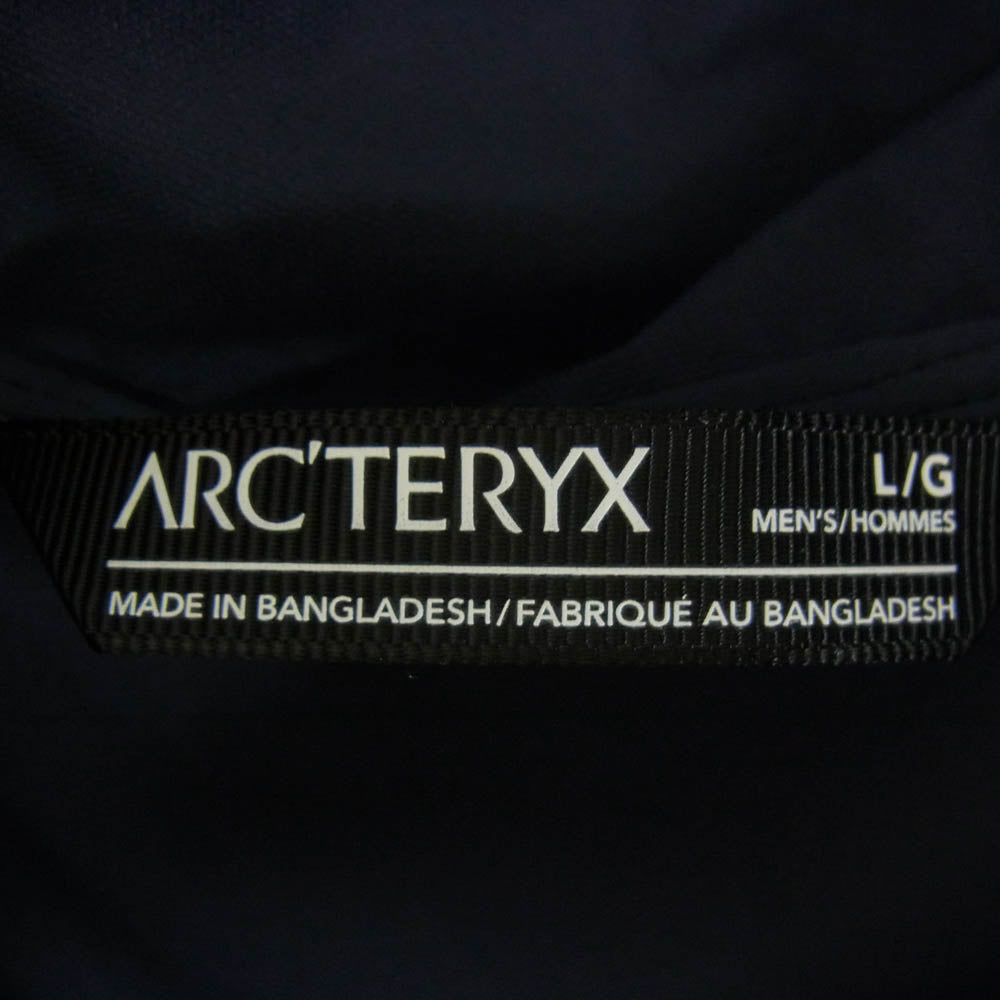 ARC'TERYX L/G
MEN'S/HOMMES
MADE IN BANGLADESH/FABRIQUÉ AU BANGLADESH